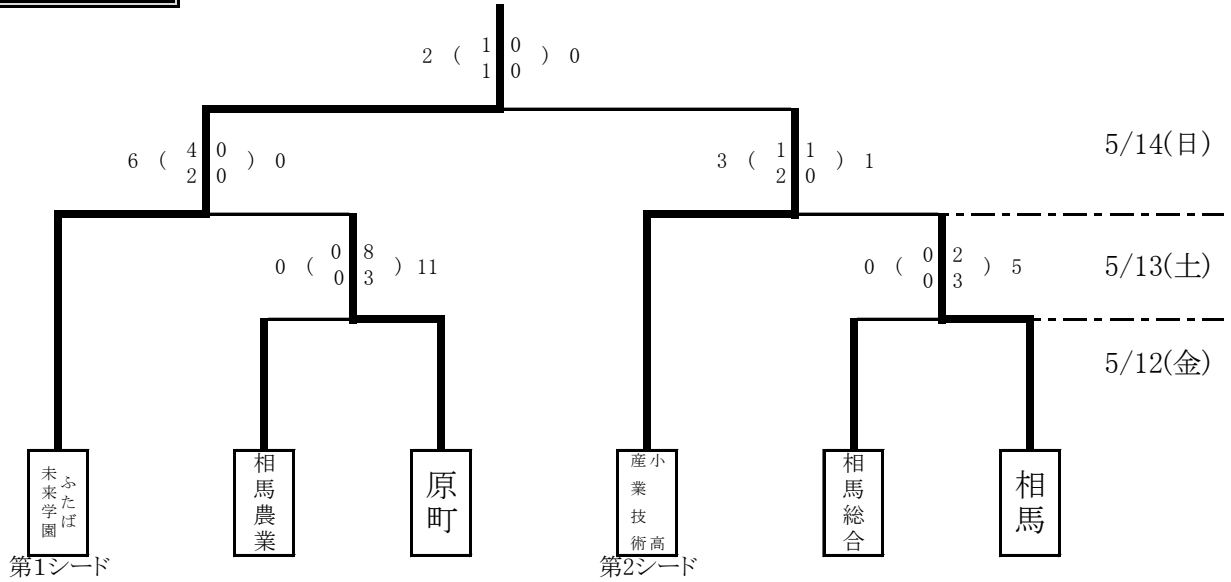 2 ( 1 0 ) 0
1 0
6 ( 4 0 ) 0
2 0
3 ( 1 1 ) 1
2 0
5/14(日)
0 ( 0 8 ) 11
0 3
0 ( 0 2 ) 5
0 3
5/13(土)
5/12(金)
ふたば
未来学園
相馬農業
原町
小高
産業技術
相馬総合
相馬
第1シード
第2シード